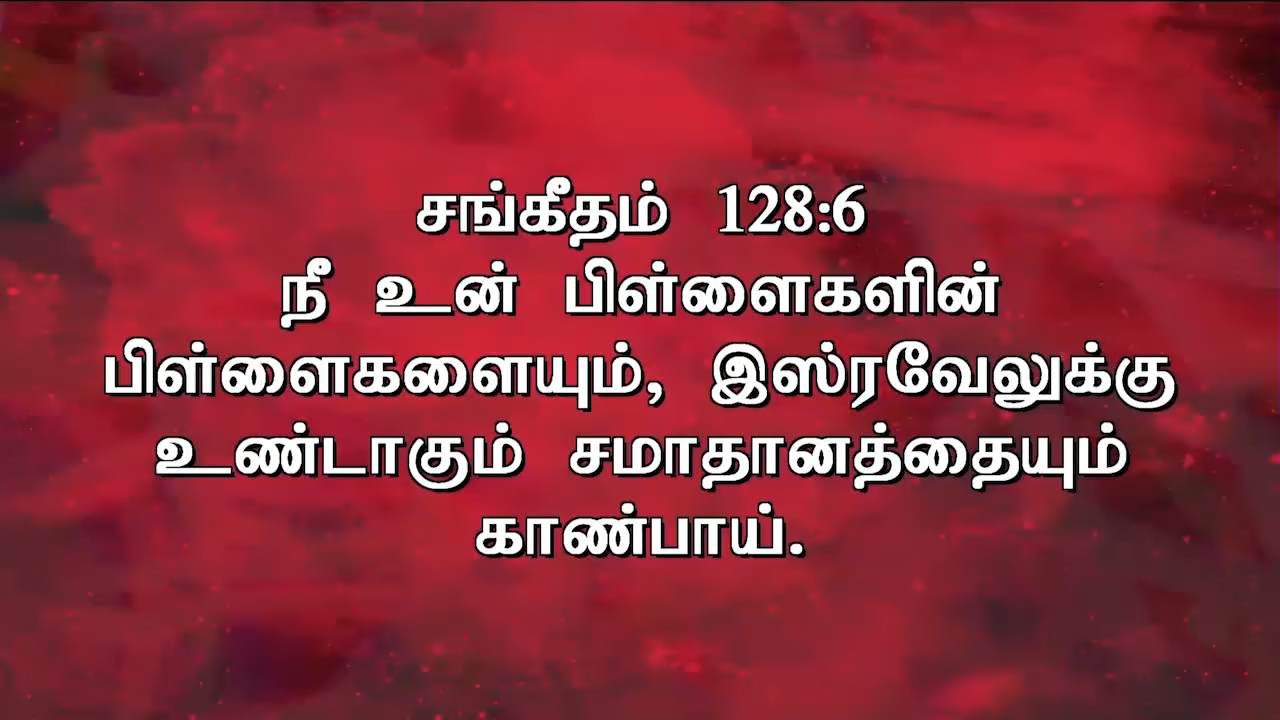 சங்கீதம் 128:6
நீ உன் பிள்ளைகளின்
பிள்ளைகளையும், இஸ்ரவேலுக்கு
உண்டாகும் சமாதானத்தையும்
காண்பாய்.